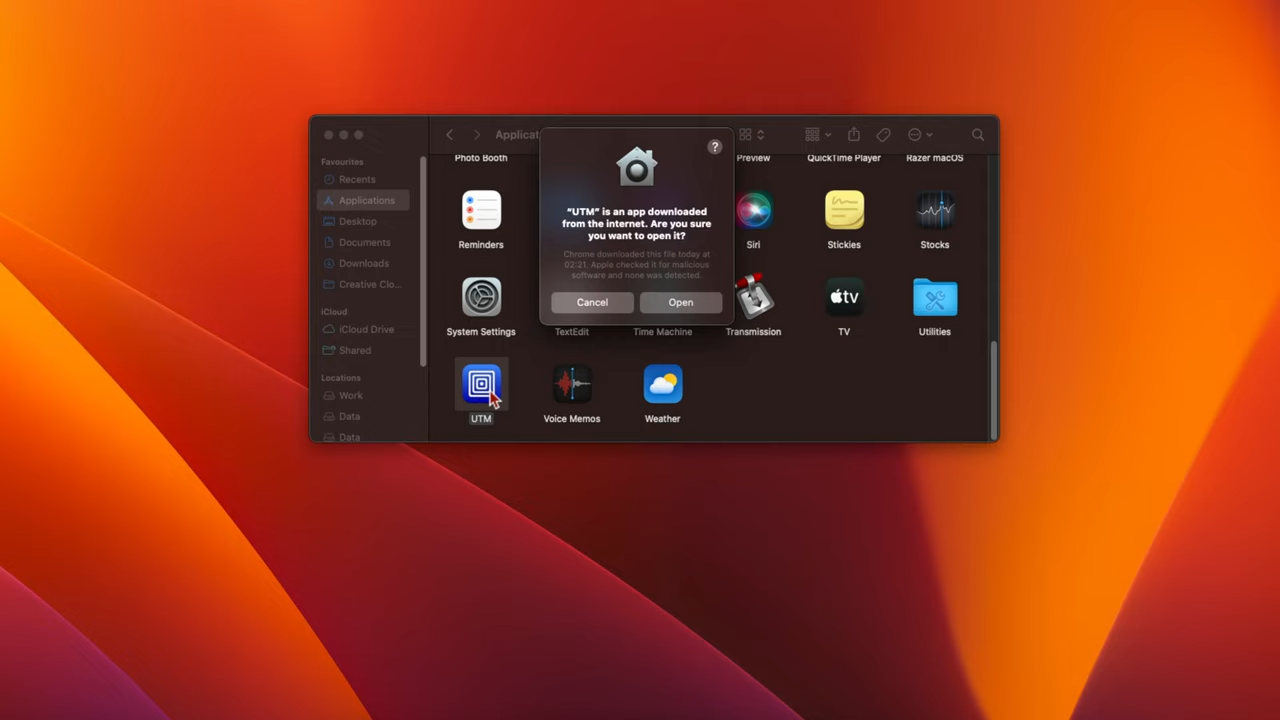 Applicat
Favourites
Recents
Applications
Desktop
Documents
Downloads
Creative Clo...
iCloud
iCloud Drive
Shared
Locations
Work
Data
Data
Photo Booth
Preview
QuickTime Player
Razer macOS
Reminders
Siri
Stickies
Stocks
System Settings
TextEdit
Time Machine
Transmission
TV
Utilities
UTM
Voice Memos
Weather
?
“UTM” is an app downloaded
from the internet. Are you sure
you want to open it?
Chrome downloaded this file today at
02:21. Apple checked it for malicious
software and none was detected.
Cancel
Open
tv